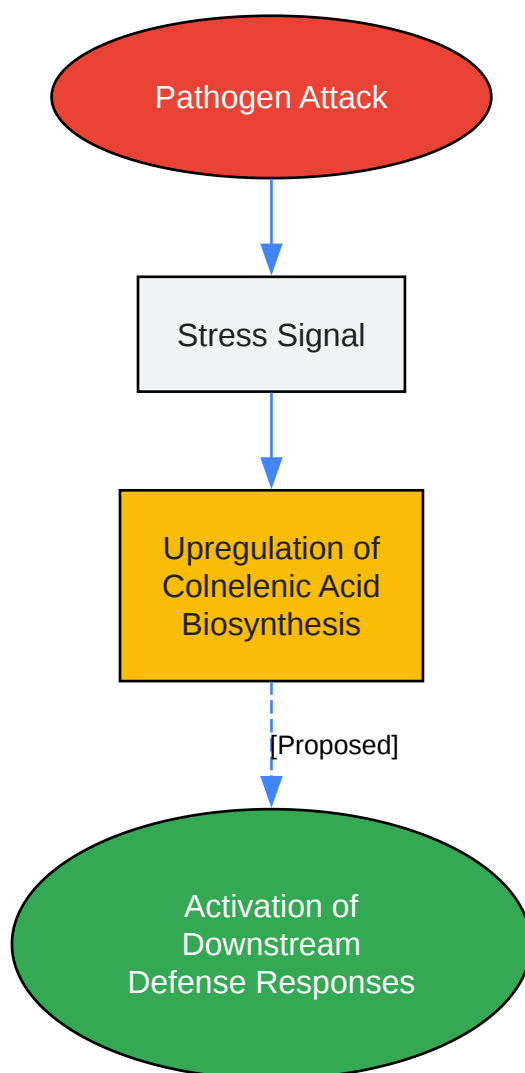 Pathogen Attack
Stress Signal
Upregulation of
Colnelenic Acid
Biosynthesis
[Proposed]
Activation of
Downstream
Defense Responses